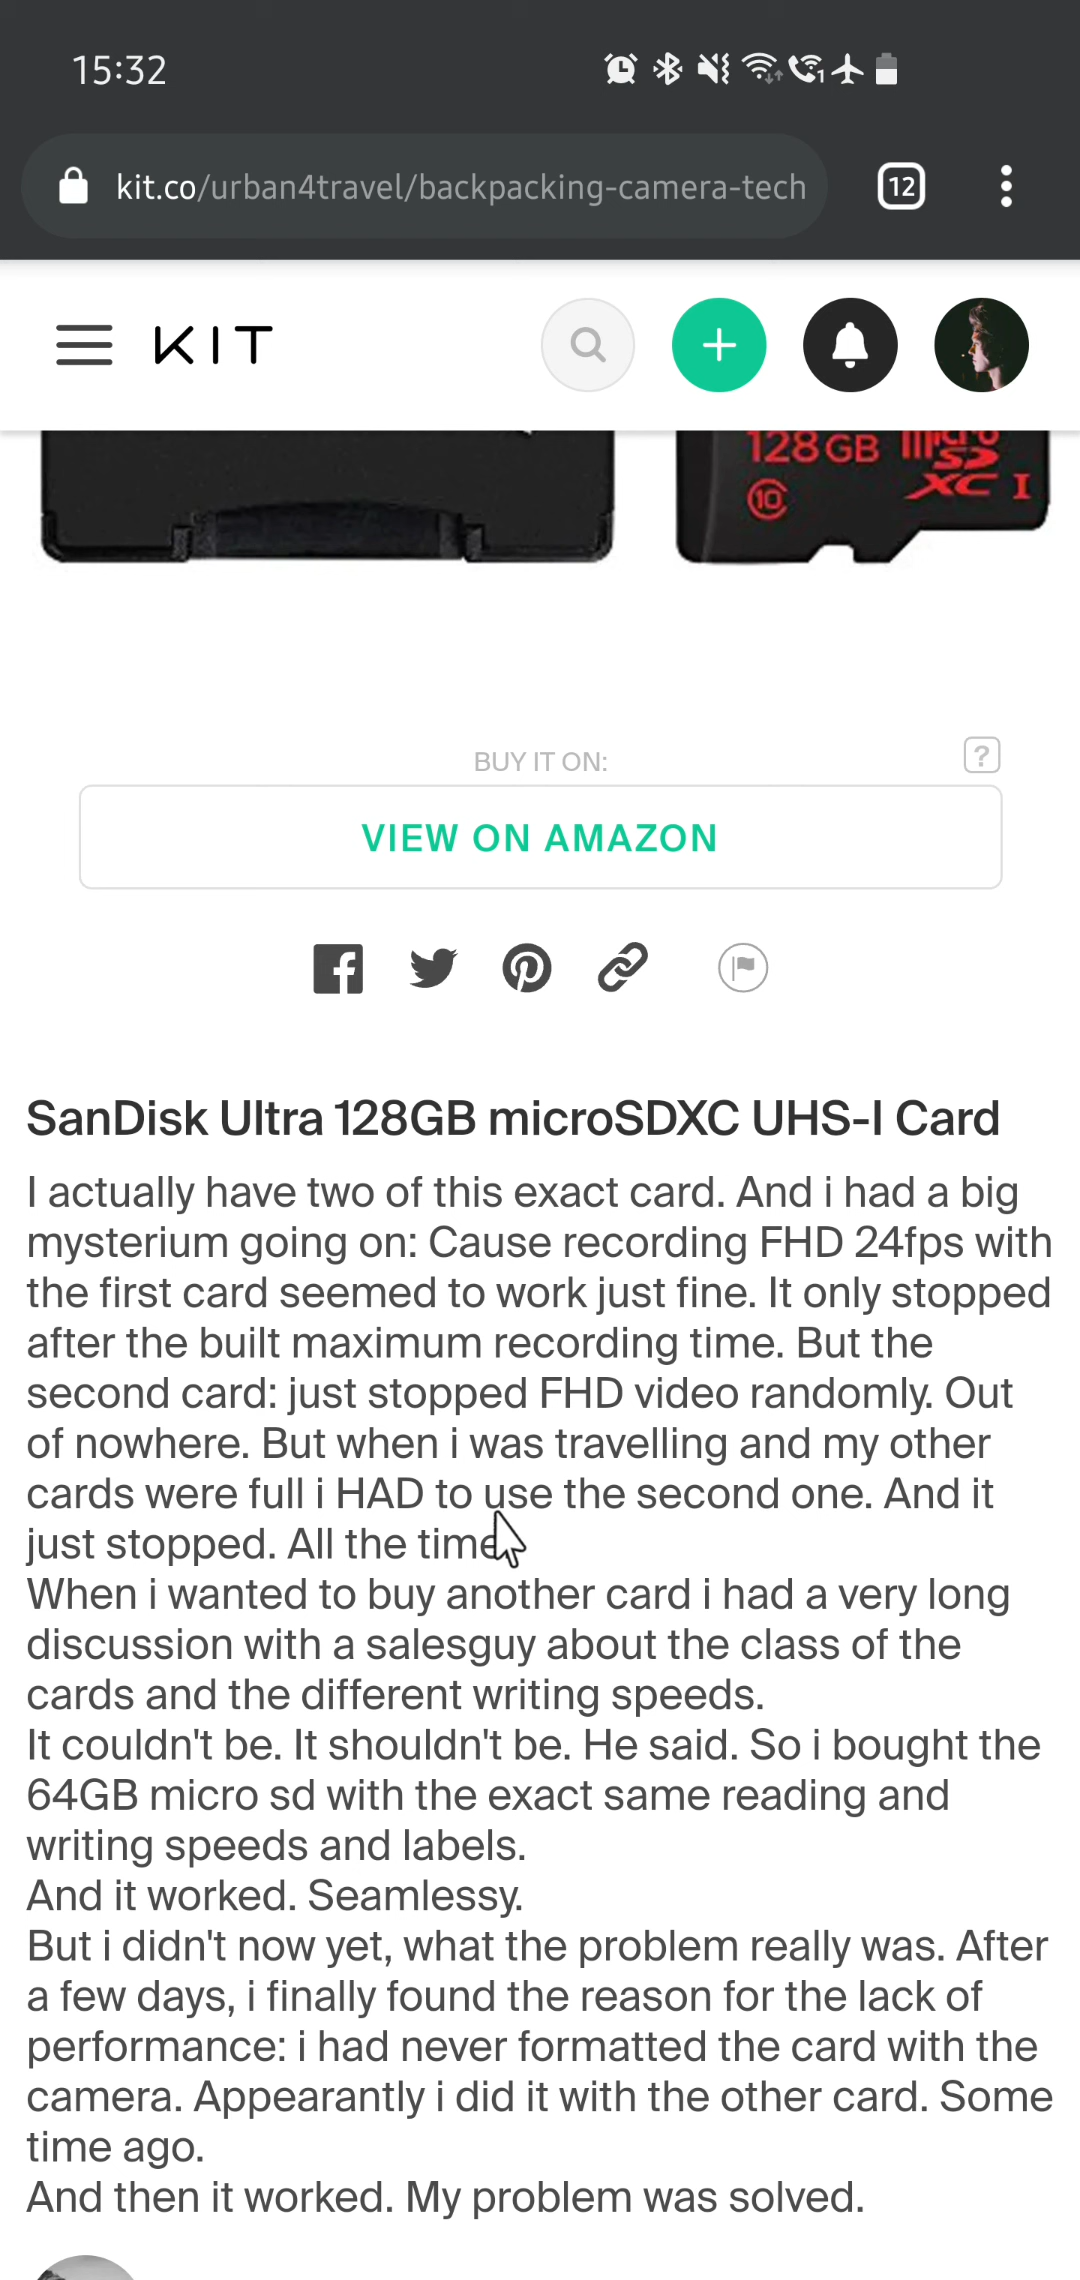 15:32
kit.co/urban4travel/backpacking-camera-tech
12
KIT
128GB micro
SD
XC I
10
BUY IT ON:
?
VIEW ON AMAZON
SanDisk Ultra 128GB microSDXC UHS-I Card
I actually have two of this exact card. And i had a big
mysterium going on: Cause recording FHD 24fps with
the first card seemed to work just fine. It only stopped
after the built maximum recording time. But the
second card: just stopped FHD video randomly. Out
of nowhere. But when i was travelling and my other
cards were full i HAD to use the second one. And it
just stopped. All the time
When i wanted to buy another card i had a very long
discussion with a salesguy about the class of the
cards and the different writing speeds.
It couldn't be. It shouldn't be. He said. So i bought the
64GB micro sd with the exact same reading and
writing speeds and labels.
And it worked. Seamlessy.
But i didn't now yet, what the problem really was. After
a few days, i finally found the reason for the lack of
performance: i had never formatted the card with the
camera. Appearantly i did it with the other card. Some
time ago.
And then it worked. My problem was solved.